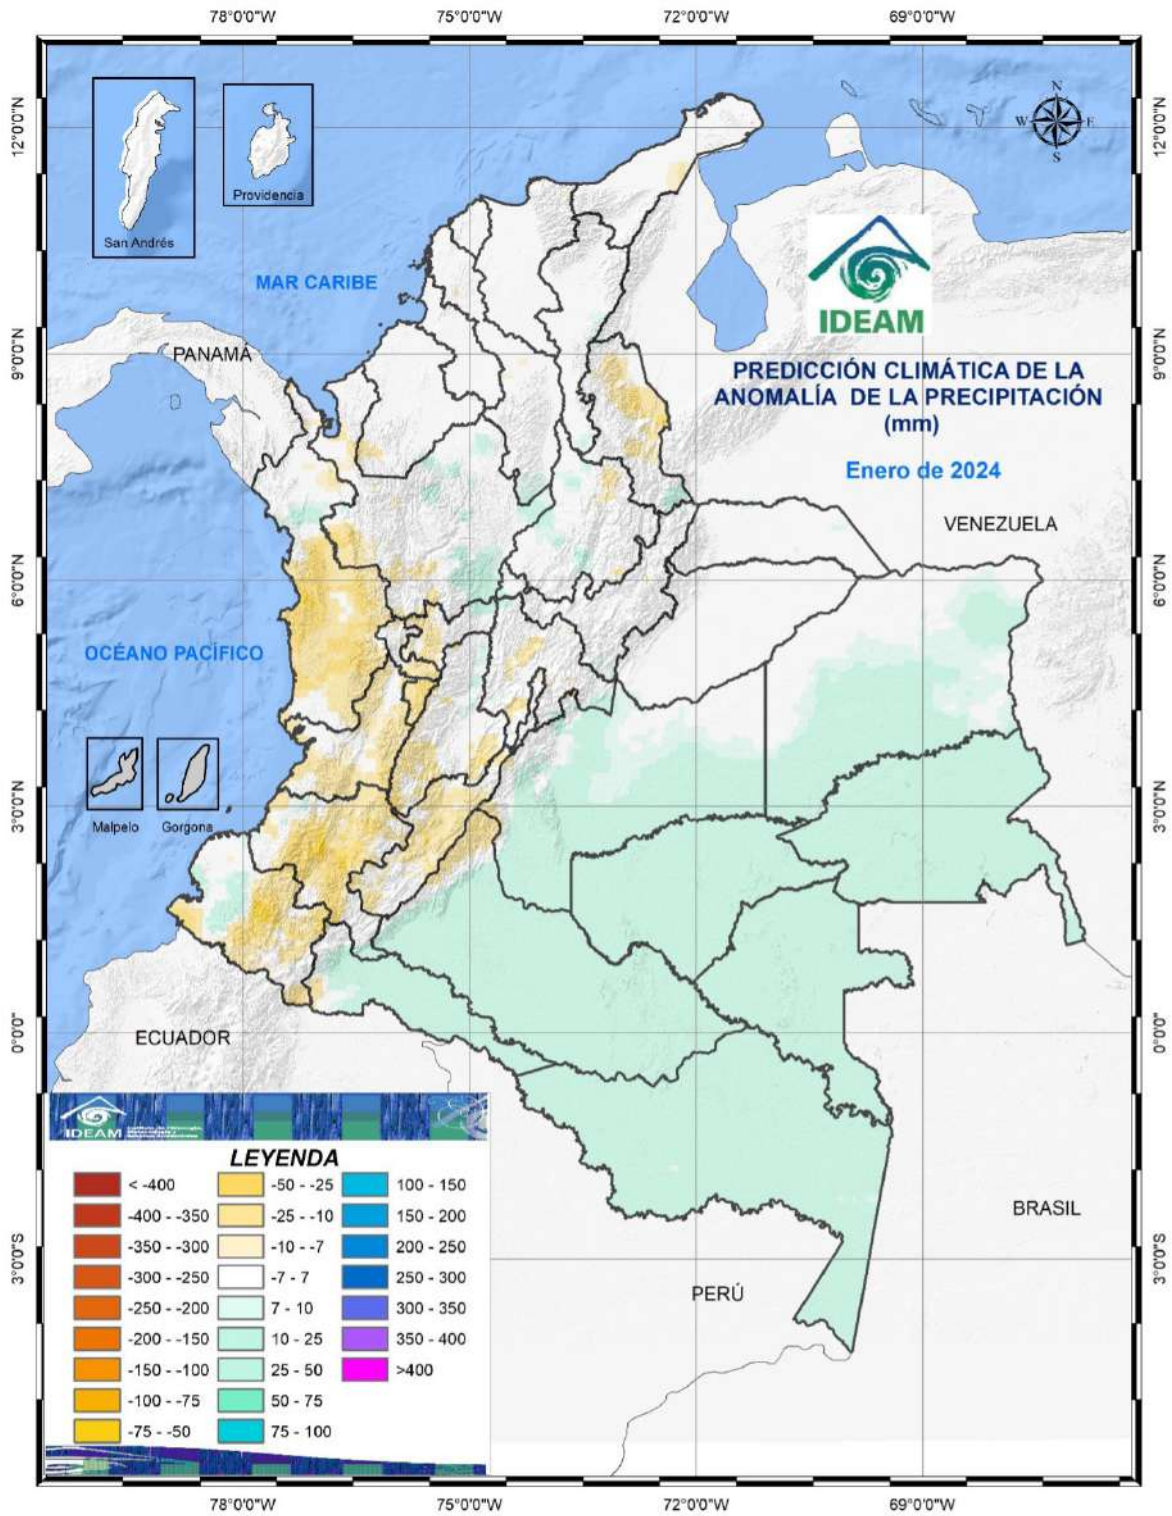 78°0'0"W
75°0'0"W
72°0'0"W
69°0'0"W
12°0'0"N
12°0'0"N
N
W
E
S
San Andrés
Providencia
MAR CARIBE
IDEAM
PANAMÁ
9°0'0"N
9°0'0"N
PREDICCIÓN CLIMÁTICA DE LA
ANOMALÍA DE LA PRECIPITACIÓN
(mm)
Enero de 2024
VENEZUELA
6°0'0"N
6°0'0"N
OCÉANO PACÍFICO
3°0'0"N
3°0'0"N
Malpelo
Gorgona
ECUADOR
0°0'0"
0°0'0"
IDEAM
LEYENDA
< -400
-400 - -350
-350 - -300
-300 - -250
-250 - -200
-200 - -150
-150 - -100
-100 - -75
-75 - -50
-50 - -25
-25 - -10
-10 - -7
-7 - 7
7 - 10
10 - 25
25 - 50
50 - 75
75 - 100
100 - 150
150 - 200
200 - 250
250 - 300
300 - 350
350 - 400
>400
BRASIL
PERÚ
3°0'0"S
3°0'0"S
78°0'0"W
75°0'0"W
72°0'0"W
69°0'0"W